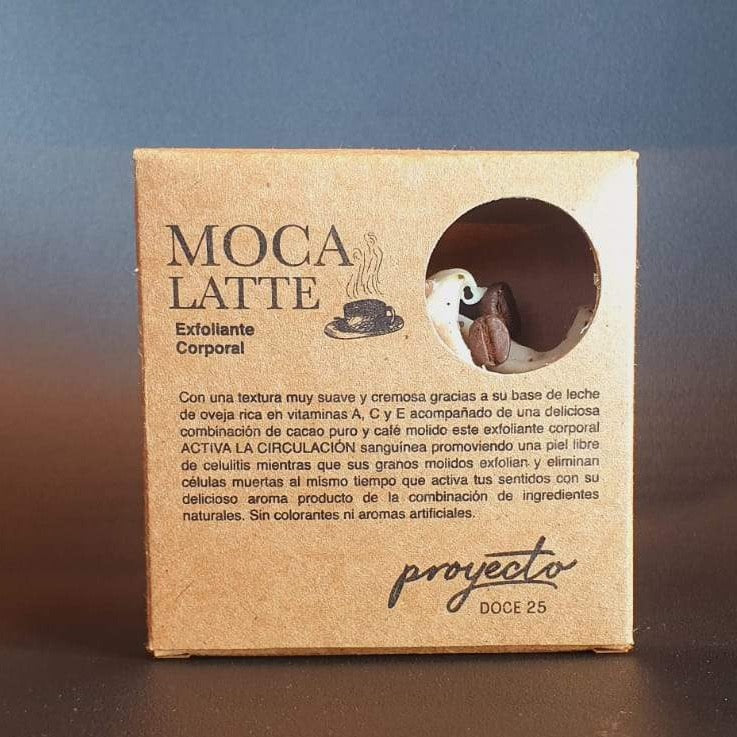 MOCA
LATTE
Exfoliante
Corporal
Con una textura muy suave y cremosa gracias a su base de leche
de oveja rica en vitaminas A, C y E acompañado de una deliciosa
combinación de cacao puro y café molido este exfoliante corporal
ACTIVA LA CIRCULACIÓN sanguínea promoviendo una piel libre
de celulitis mientras que sus granos molidos exfolian y eliminan
células muertas al mismo tiempo que activa tus sentidos con su
delicioso aroma producto de la combinación de ingredientes
naturales. Sin colorantes ni aromas artificiales.
proyecto
DOCE 25